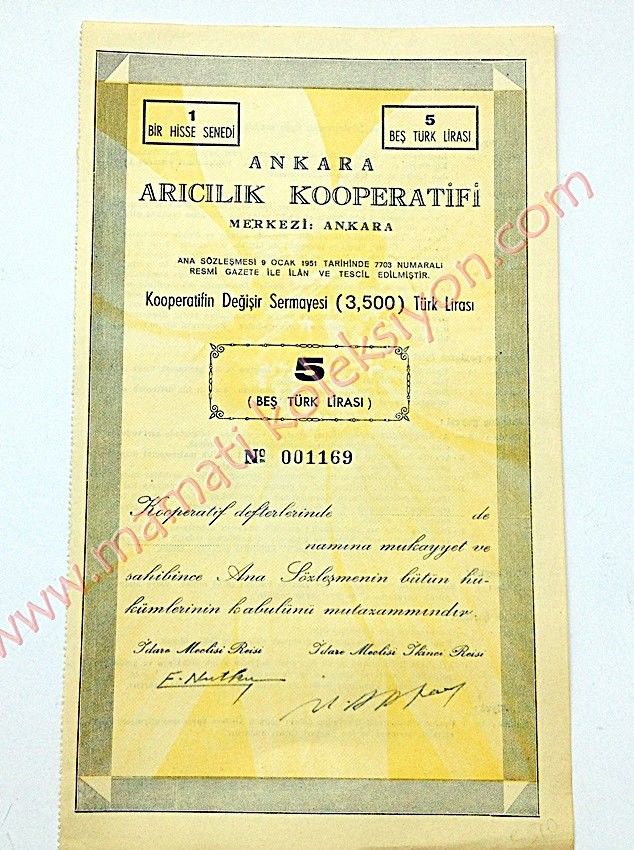 1
BİR HİSSE SENEDİ
5
BEŞ TÜRK LİRASI
ANKARA
ARICILIK KOOPERATİFİ
MERKEZİ: ANKARA
ANA SÖZLEŞMESİ 9 OCAK 1951 TARİHİNDE 7703 NUMARALI
RESMİ GAZETE İLE İLÂN VE TESCİL EDİLMİŞTİR.
Kooperatifin Değişir Sermayesi (3,500) Türk Lirası
5
(BEŞ TÜRK LİRASI)
Nº 001169
Kooperatif defterlerinde de
namına mukayyet ve
sahibince Ana Sözleşmenin bütün hü-
kümlerinin kabulünü mutazammındır.
İdare Meclisi Reisi İdare Meclisi İkinci Reisi
E. Nutku
www.mamati koleksiyon.com